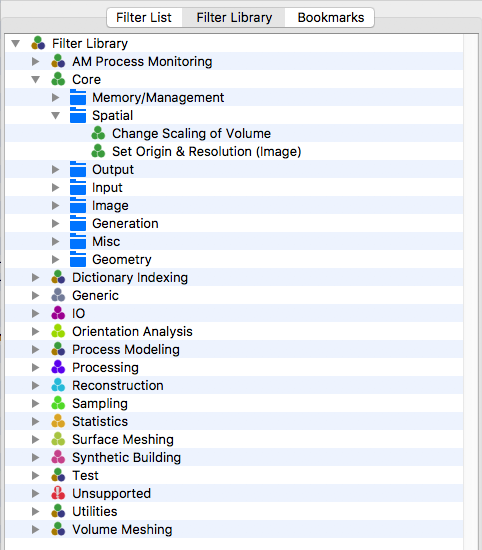 Filter List Filter Library Bookmarks
Filter Library
AM Process Monitoring
Core
Memory/Management
Spatial
Change Scaling of Volume
Set Origin & Resolution (Image)
Output
Input
Image
Generation
Misc
Geometry
Dictionary Indexing
Generic
IO
Orientation Analysis
Process Modeling
Processing
Reconstruction
Sampling
Statistics
Surface Meshing
Synthetic Building
Test
Unsupported
Utilities
Volume Meshing